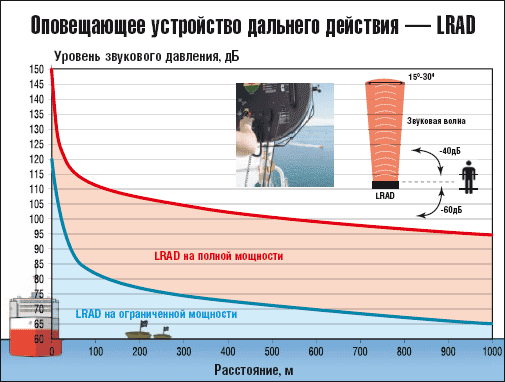 Оповещающее устройство дальнего действия — LRAD
Уровень звукового давления, дБ
150
145
140
135
130
125
120
115
110
105
100
95
90
85
80
75
70
65
60
15º-30º
Звуковая волна
-40дБ
LRAD
-60дБ
LRAD на полной мощности
LRAD на ограниченной мощности
0 100 200 300 400 500 600 700 800 900 1000
Расстояние, м